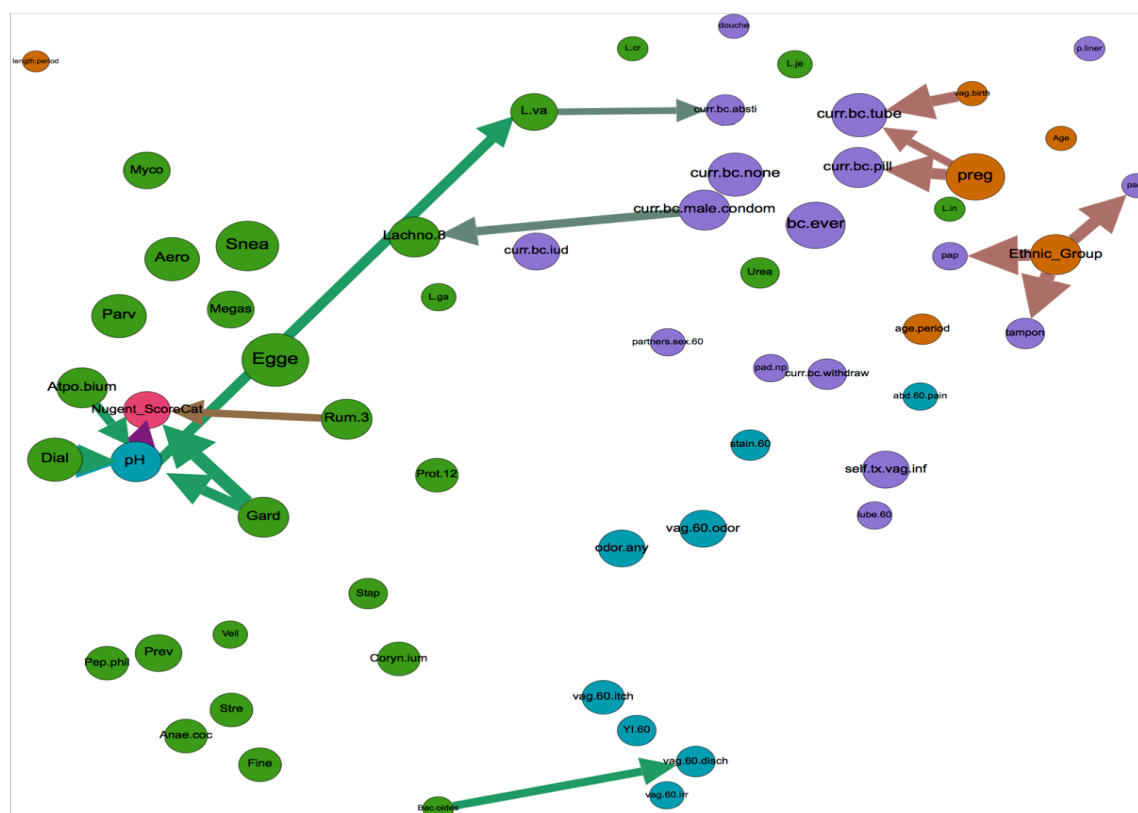 douche
L.cr
p.liner
length.period
L.je
vag.birth
L.va
curr.bc.absti
curr.bc.tube
Age
Myco
curr.bc.none
curr.bc.pill
preg
curr.bc.male.condom
L.in
bc.ever
Lachno.8
Snea
curr.bc.iud
Ethnic_Group
pap
Aero
Urea
L.ga
Megas
Parv
age.period
tampon
partners.sex.60
Egge
pad.np
curr.bc.withdraw
Atpo.bium
abd.60.pain
Nugent_ScoreCat
Rum.3
stain.60
Dial
pH
self.tx.vag.inf
Prot.12
Gard
lube.60
vag.60.odor
odor.any
Stap
Veil
Prev
Pep.phil
Coryn.ium
vag.60.itch
Stre
YI.60
Anae.coc
Fine
vag.60.disch
vag.60.irr
Bac.oides